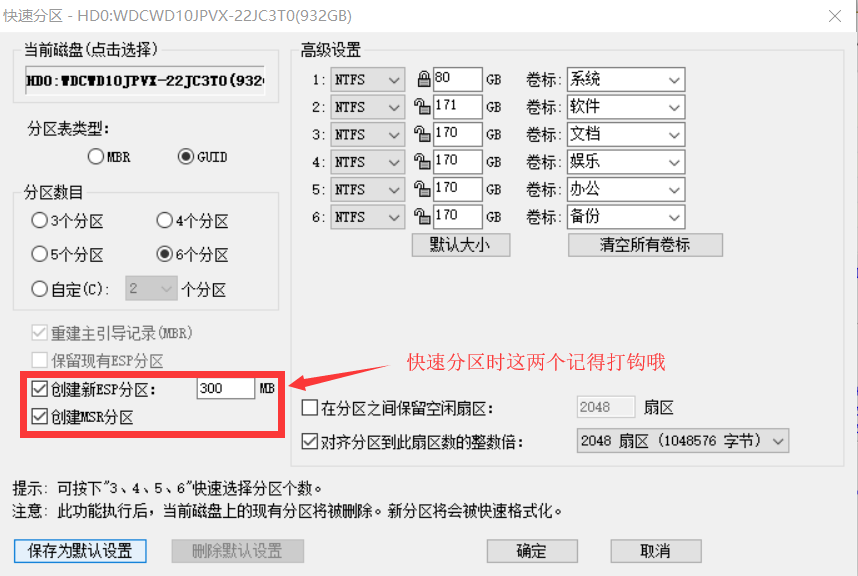 快速分区 - HD0:WDCWD10JPVX-22JC3T0(932GB)
当前磁盘(点击选择)
HD0:WDCWD10JPVX-22JC3T0(932
分区表类型:
MBR GUID
分区数目
3个分区 4个分区
5个分区 6个分区
自定(C): 2 个分区
重建主引导记录(MBR)
保留现有ESP分区
创建新ESP分区: 300 MB
创建MSR分区
高级设置
1: NTFS 80 GB 卷标: 系统
2: NTFS 171 GB 卷标: 软件
3: NTFS 170 GB 卷标: 文档
4: NTFS 170 GB 卷标: 娱乐
5: NTFS 170 GB 卷标: 办公
6: NTFS 170 GB 卷标: 备份
默认大小 清空所有卷标
快速分区时这两个记得打钩哦
在分区之间保留空闲扇区: 2048 扇区
对齐分区到此扇区数的整数倍: 2048 扇区 (1048576 字节)
提示: 可按下"3、4、5、6"快速选择分区个数。
注意: 此功能执行后, 当前磁盘上的现有分区将被删除。新分区将会被快速格式化。
保存为默认设置 删除默认设置 确定 取消